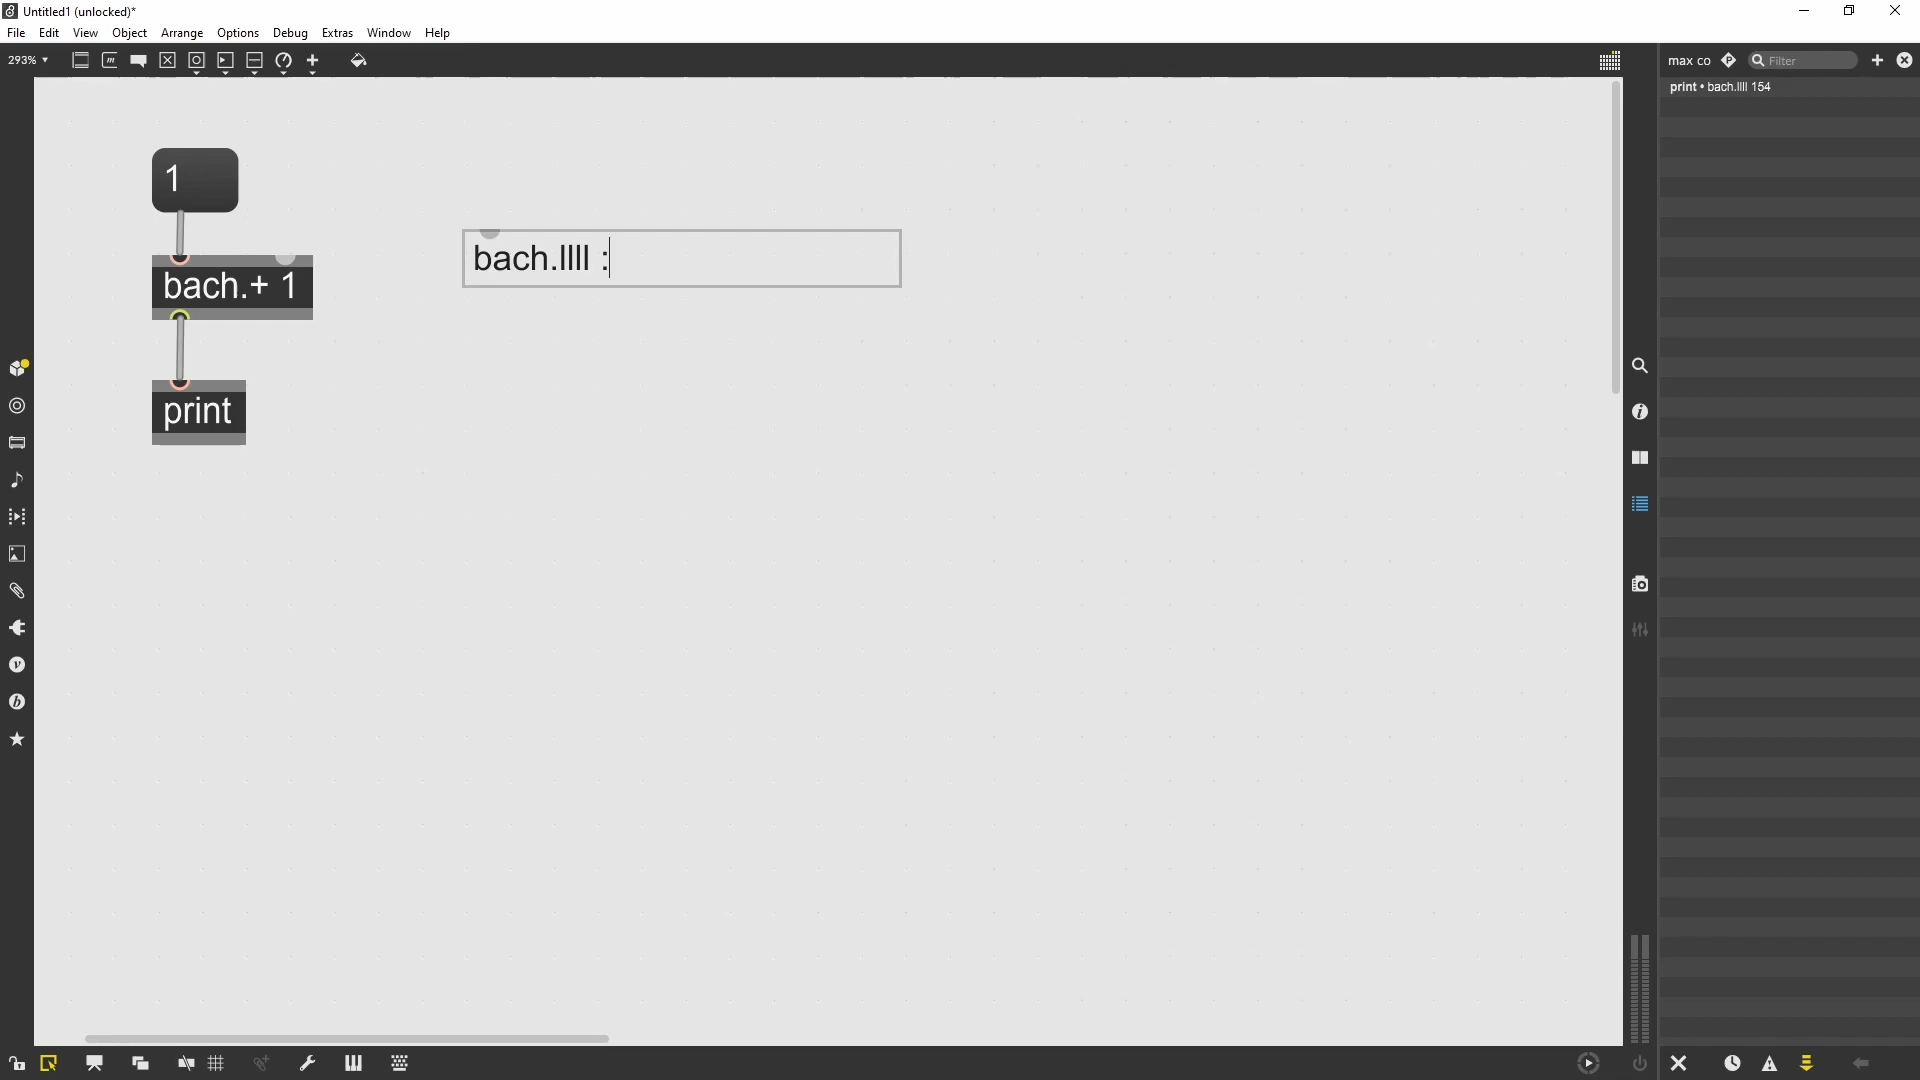 Untitled1 (unlocked)*
File Edit View Object Arrange Options Debug Extras Window Help
293%
max co
Filter
print • bach.llll 154
1
bach.llll :
bach.+ 1
print